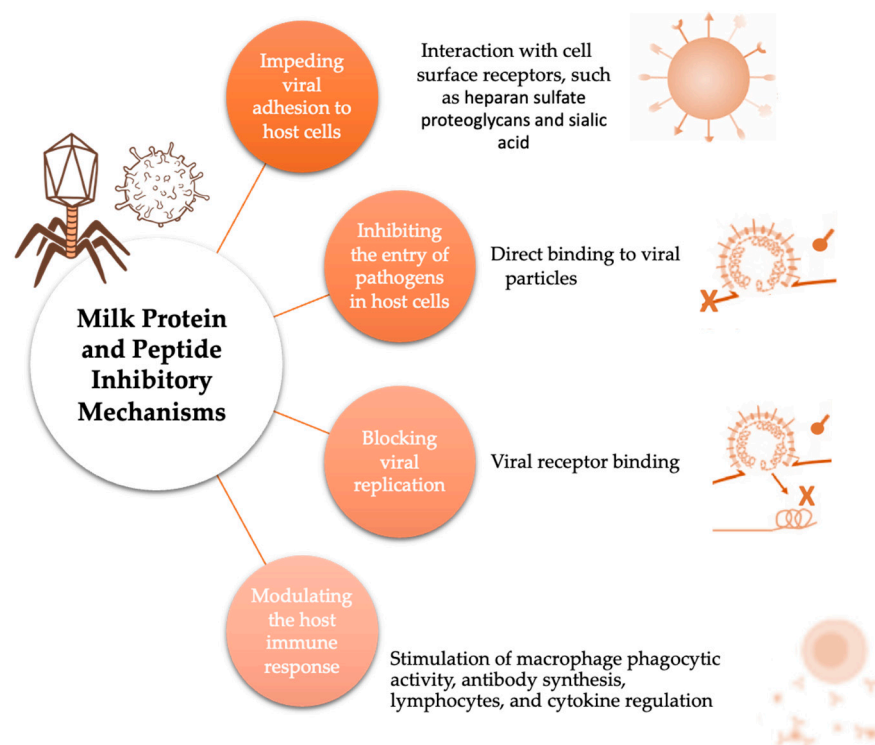 Impeding
viral
adhesion to
host cells
Interaction with cell
surface receptors, such
as heparan sulfate
proteoglycans and sialic
acid
Inhibiting
the entry of
pathogens
in host cells
Direct binding to viral
particles
X
Milk Protein
and Peptide
Inhibitory
Mechanisms
Blocking
viral
replication
Viral receptor binding
X
Modulating
the host
immune
response
Stimulation of macrophage phagocytic
activity, antibody synthesis,
lymphocytes, and cytokine regulation